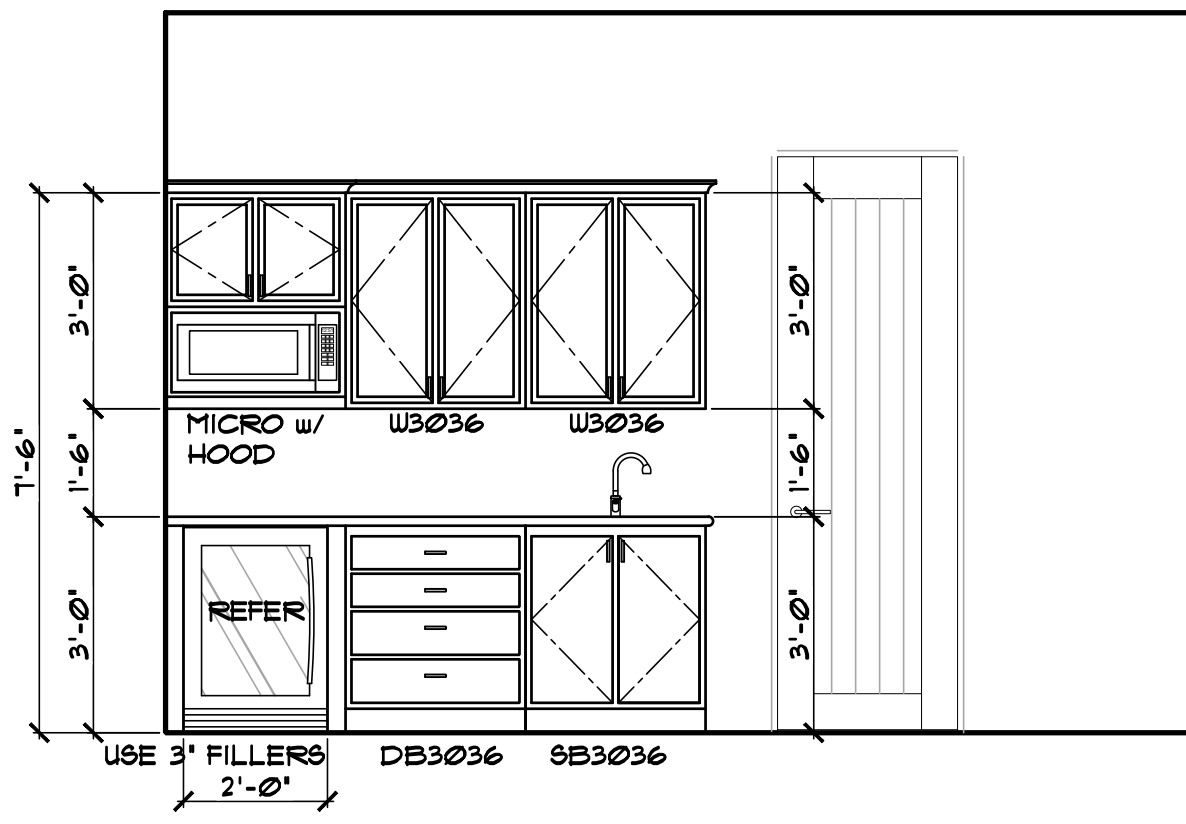 7'-6"
3'-0"
1'-6"
3'-0"
MICRO w/
HOOD
W3036
W3036
3'-0"
1'-6"
3'-0"
REFER
USE 3" FILLERS
DB3036
SB3036
2'-0"